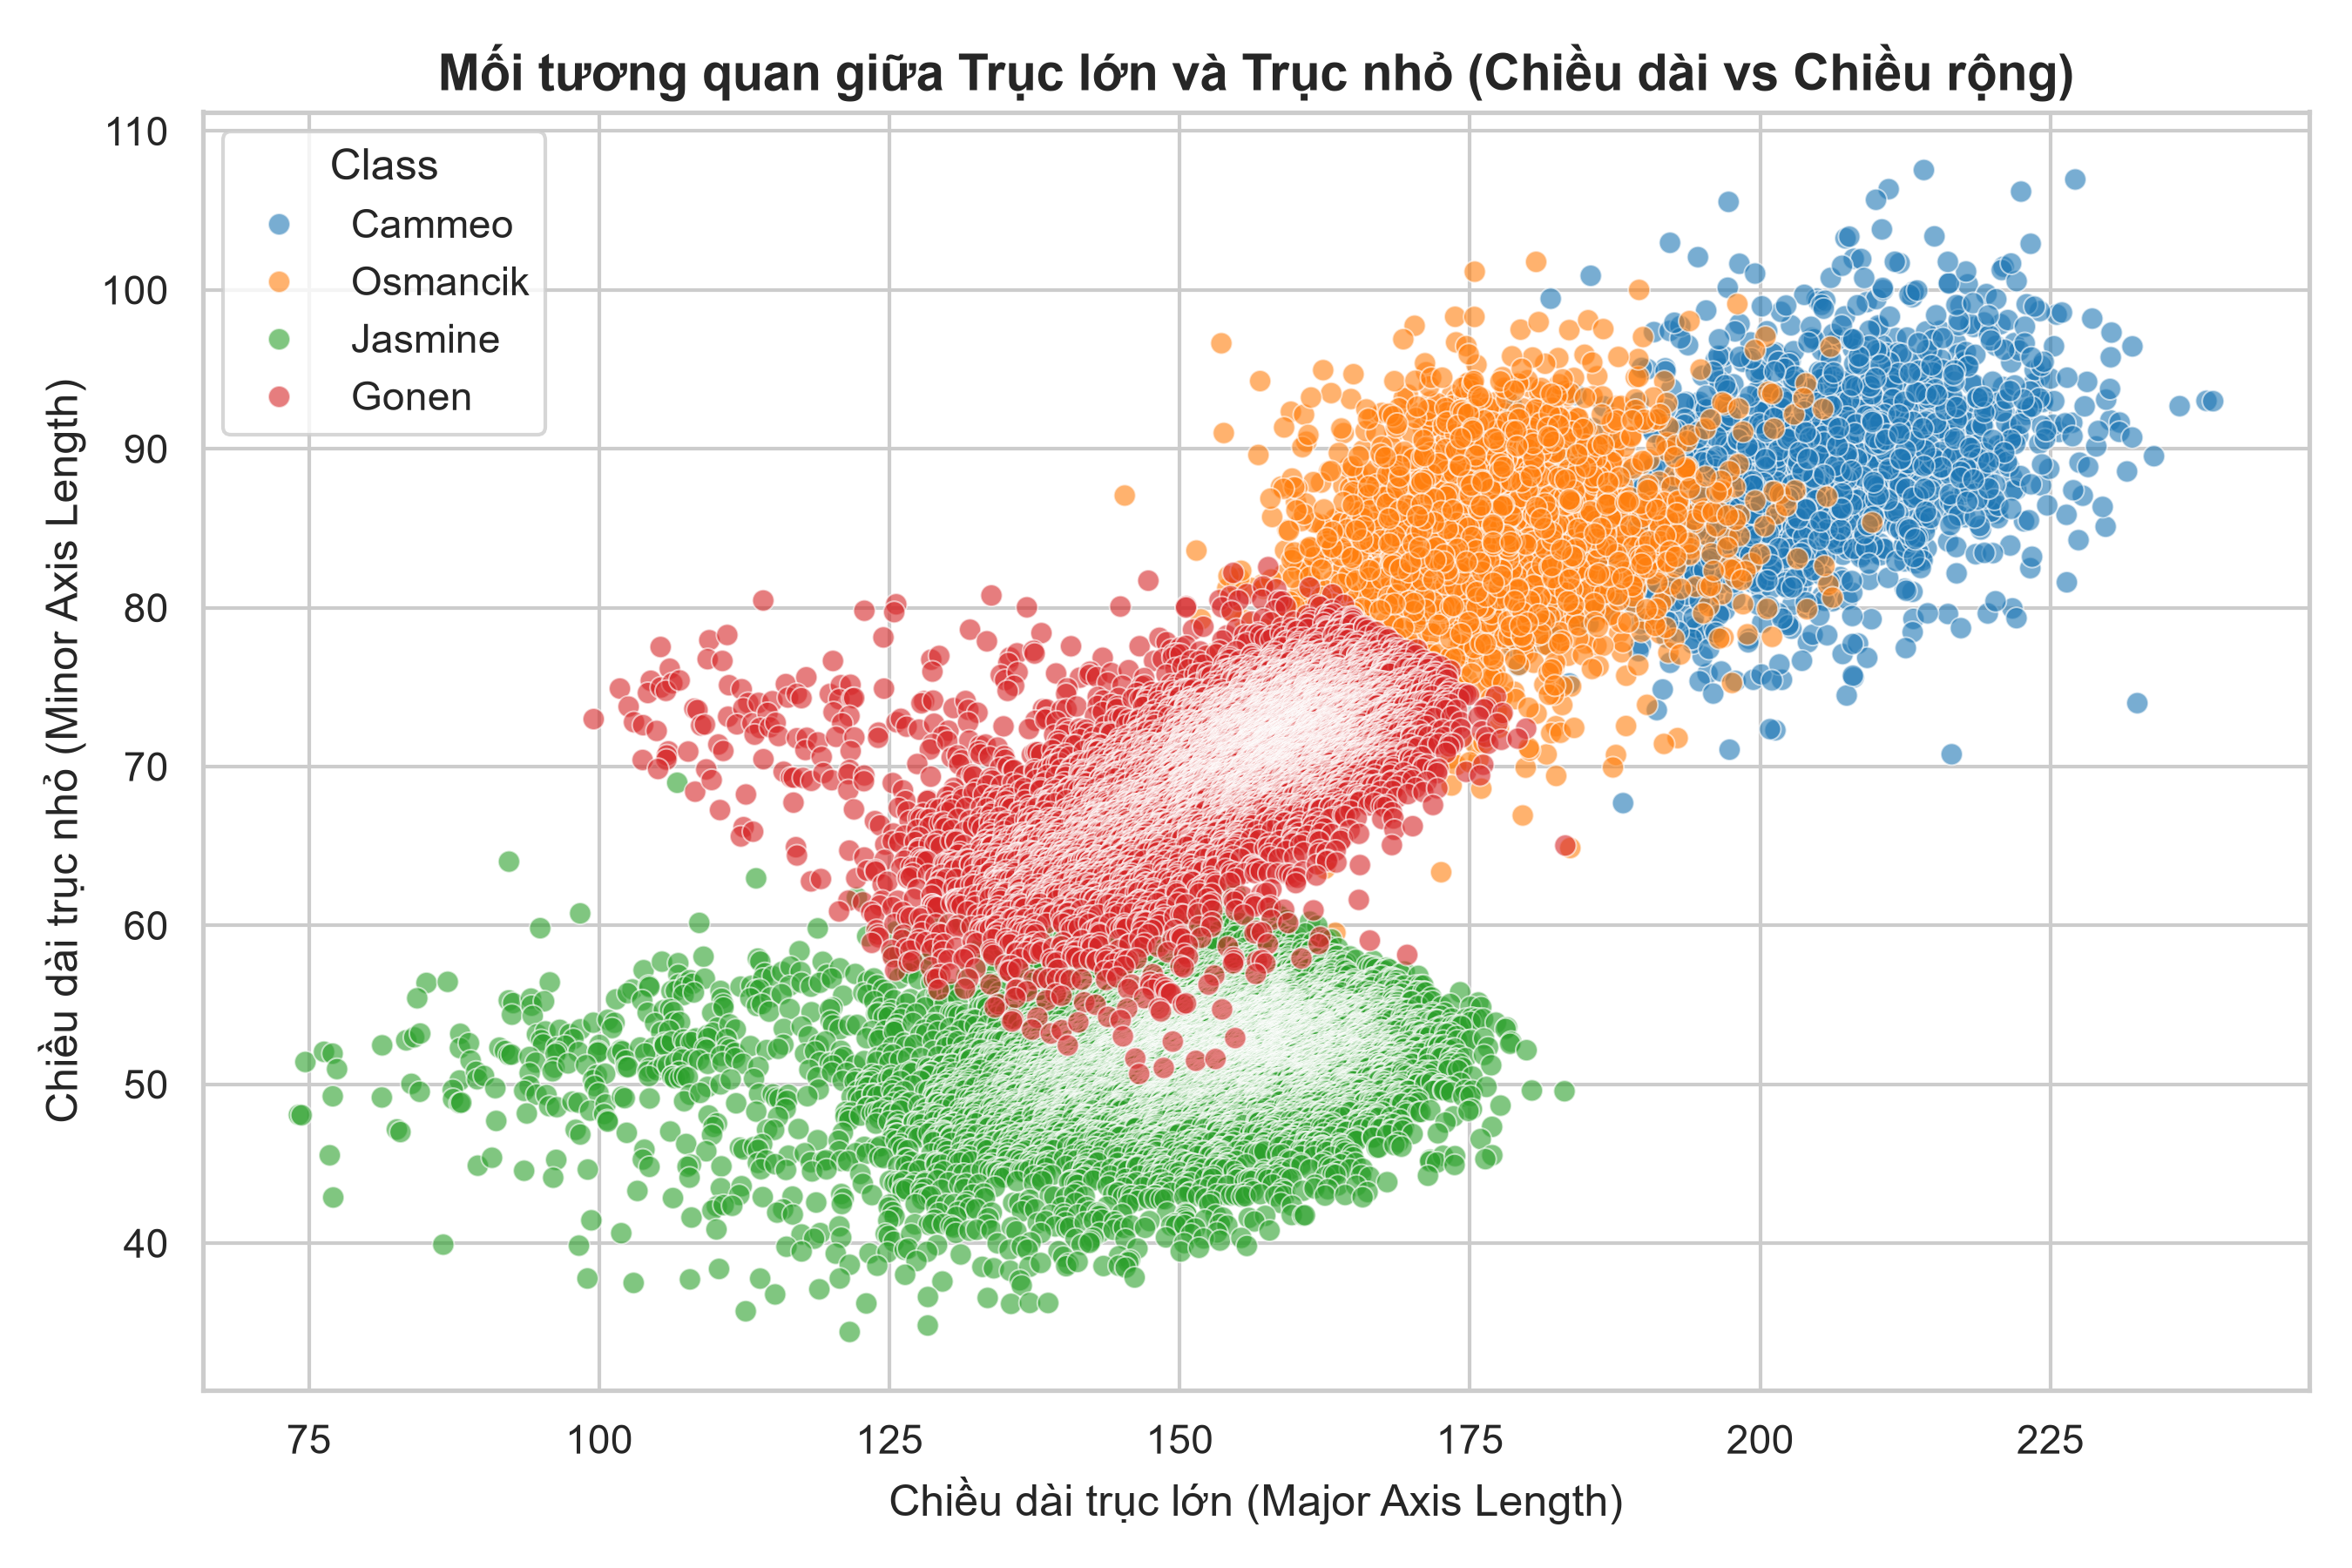 Mối tương quan giữa Trục lớn và Trục nhỏ (Chiều dài vs Chiều rộng)
Class
Cammeo
Osmancik
Jasmine
Gonen
Chiều dài trục nhỏ (Minor Axis Length)
110
100
90
80
70
60
50
40
75 100 125 150 175 200 225
Chiều dài trục lớn (Major Axis Length)